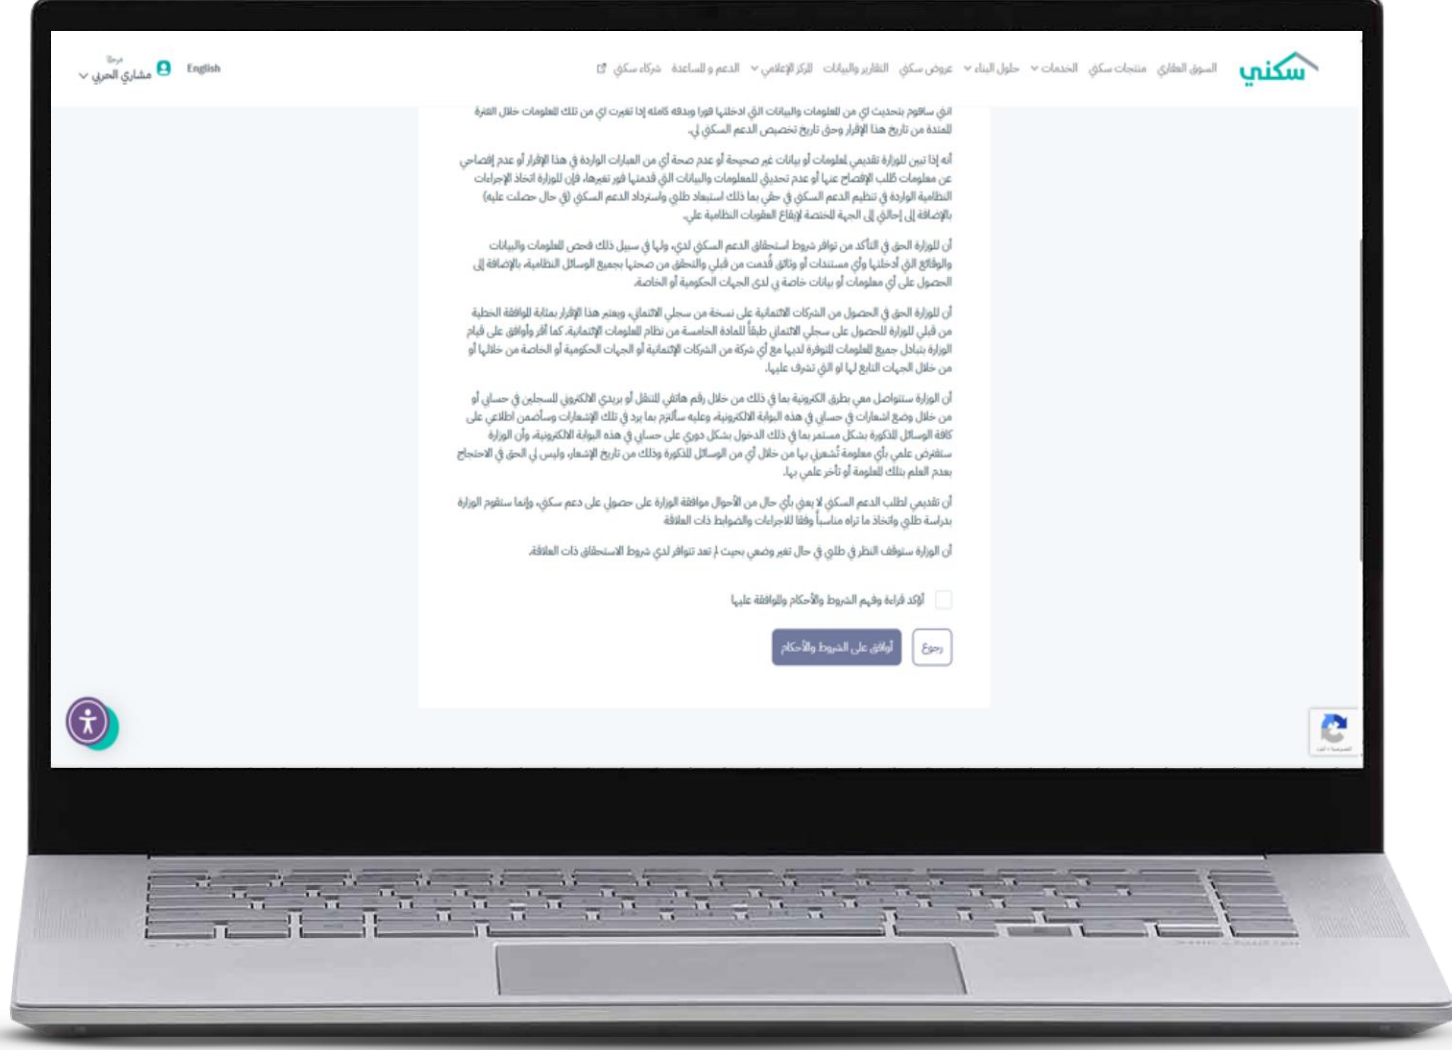 سكني
السوق العقاري منتجات سكني الخدمات حلول البناء عروض سكني التقارير والبيانات المركز الإعلامي الدعم و المساعدة شركاء سكني
English
مرحبًا
مشاري الحربي
انني سأقوم بتحديث أي من المعلومات والبيانات التي ادخلتها فورا وبدقة كاملة إذا تغيرت أي من تلك المعلومات خلال الفترة
الممتدة من تاريخ هذا الإقرار وحتى تاريخ تخصيص الدعم السكني لي.
أنه إذا تبين للوزارة تقديمي لمعلومات أو بيانات غير صحيحة أو عدم صحة أي من العبارات الواردة في هذا الإقرار أو عدم إفصاحي
عن معلومات طُلب الإفصاح عنها أو عدم تحديثي للمعلومات والبيانات التي قدمتها فور تغيرها، فإن للوزارة اتخاذ الإجراءات
النظامية الواردة في تنظيم الدعم السكني في حقي بما ذلك استبعاد طلبي واسترداد الدعم السكني (في حال حصلت عليه)
بالإضافة إلى إحالتي إلى الجهة المختصة لإيقاع العقوبات النظامية علي.
أن للوزارة الحق في التأكد من توافر شروط استحقاق الدعم السكني لدي، ولها في سبيل ذلك فحص المعلومات والبيانات
والوقائع التي أدخلتها وأي مستندات أو وثائق قُدمت من قبلي والتحقق من صحتها بجميع الوسائل النظامية، بالإضافة إلى
الحصول على أي معلومات أو بيانات خاصة بي لدى الجهات الحكومية أو الخاصة.
أن للوزارة الحق في الحصول من الشركات الائتمانية على نسخة من سجلي الائتماني، ويعتبر هذا الإقرار بمثابة الموافقة الخطية
من قبلي للوزارة للحصول على سجلي الائتماني طبقاً للمادة الخامسة من نظام المعلومات الإئتمانية. كما أقر وأوافق على قيام
الوزارة بتبادل جميع المعلومات المتوفرة لديها مع أي شركة من الشركات الإئتمانية أو الجهات الحكومية أو الخاصة من خلالها أو
من خلال الجهات التابع لها او التي تشرف عليها.
أن الوزارة ستتواصل معي بطرق الكترونية بما في ذلك من خلال رقم هاتفي المتنقل أو بريدي الالكتروني المسجلين في حسابي أو
من خلال وضع اشعارات في حسابي في هذه البوابة الالكترونية، وعليه سألتزم بما يرد في تلك الإشعارات وسأضمن اطلاعي على
كافة الوسائل المذكورة بشكل مستمر بما في ذلك الدخول بشكل دوري على حسابي في هذه البوابة الالكترونية، وأن الوزارة
ستفترض علمي بأي معلومة تُشعرني بها من خلال أي من الوسائل المذكورة وذلك من تاريخ الإشعار، وليس لي الحق في الاحتجاج
بعدم العلم بتلك المعلومة أو تأخر علمي بها.
أن تقديمي لطلب الدعم السكني لا يعني بأي حال من الأحوال موافقة الوزارة على حصولي على دعم سكني، وإنما ستقوم الوزارة
بدراسة طلبي واتخاذ ما تراه مناسباً وفقا للاجراءات والضوابط ذات العلاقة
أن الوزارة ستوقف النظر في طلبي في حال تغير وضعي بحيث لم تعد تتوافر لدي شروط الاستحقاق ذات العلاقة.
أؤكد قراءة وفهم الشروط والأحكام والموافقة عليها
رجوع
أوافق على الشروط والأحكام